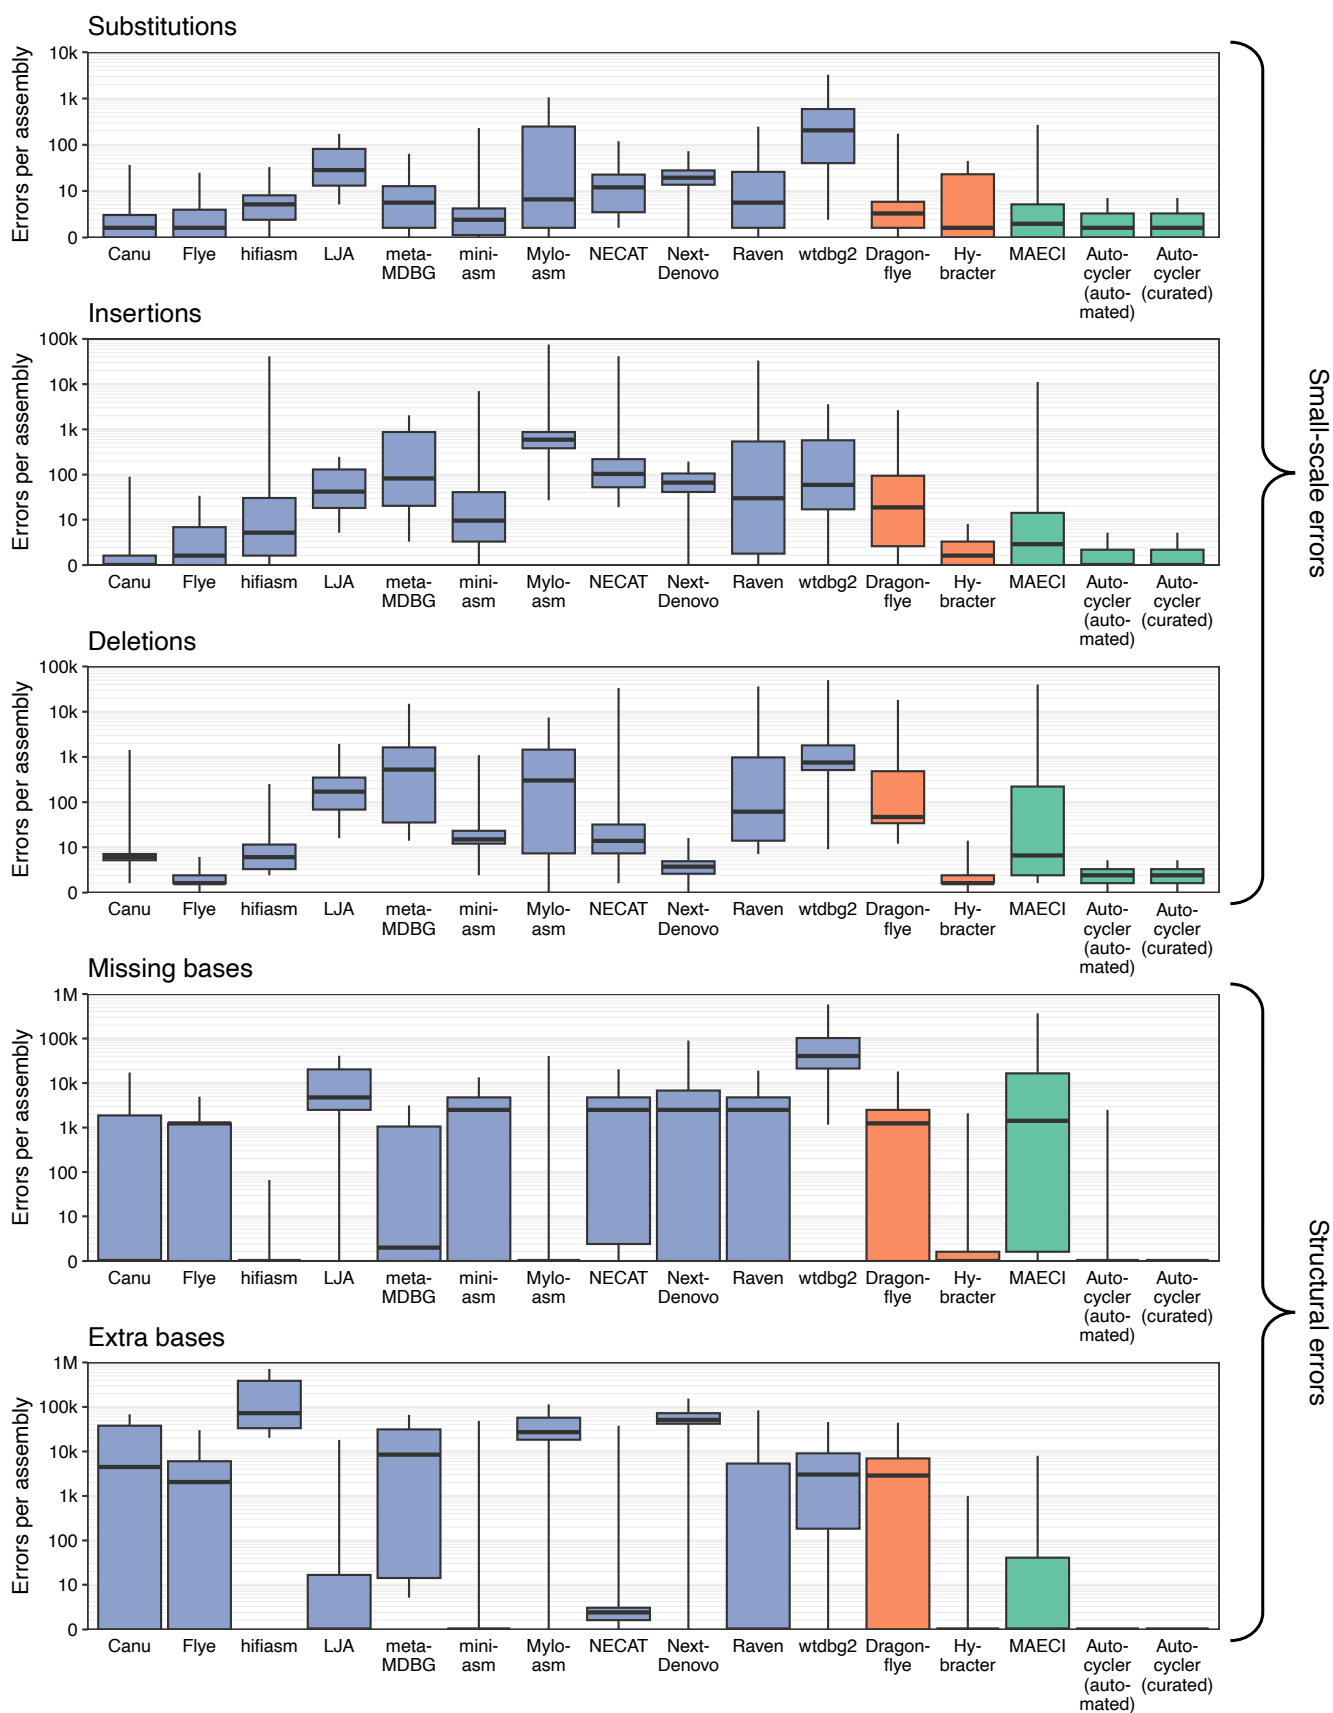 Substitutions
Errors per assembly
10k
1k
100
10
0
Canu
Flye
hifiasm
LJA
meta-
MDBG
mini-
asm
Mylo-
asm
NECAT
Next-
Denovo
Raven
wtdbg2
Dragon-
flye
Hy-
bracter
MAECI
Auto-
cycler
(auto-
mated)
Auto-
cycler
(curated)
Insertions
Errors per assembly
100k
10k
1k
100
10
0
Canu
Flye
hifiasm
LJA
meta-
MDBG
mini-
asm
Mylo-
asm
NECAT
Next-
Denovo
Raven
wtdbg2
Dragon-
flye
Hy-
bracter
MAECI
Auto-
cycler
(auto-
mated)
Auto-
cycler
(curated)
Deletions
Errors per assembly
100k
10k
1k
100
10
0
Canu
Flye
hifiasm
LJA
meta-
MDBG
mini-
asm
Mylo-
asm
NECAT
Next-
Denovo
Raven
wtdbg2
Dragon-
flye
Hy-
bracter
MAECI
Auto-
cycler
(auto-
mated)
Auto-
cycler
(curated)
Small-scale errors
Missing bases
Errors per assembly
1M
100k
10k
1k
100
10
0
Canu
Flye
hifiasm
LJA
meta-
MDBG
mini-
asm
Mylo-
asm
NECAT
Next-
Denovo
Raven
wtdbg2
Dragon-
flye
Hy-
bracter
MAECI
Auto-
cycler
(auto-
mated)
Auto-
cycler
(curated)
Extra bases
Errors per assembly
1M
100k
10k
1k
100
10
0
Canu
Flye
hifiasm
LJA
meta-
MDBG
mini-
asm
Mylo-
asm
NECAT
Next-
Denovo
Raven
wtdbg2
Dragon-
flye
Hy-
bracter
MAECI
Auto-
cycler
(auto-
mated)
Auto-
cycler
(curated)
Structural errors